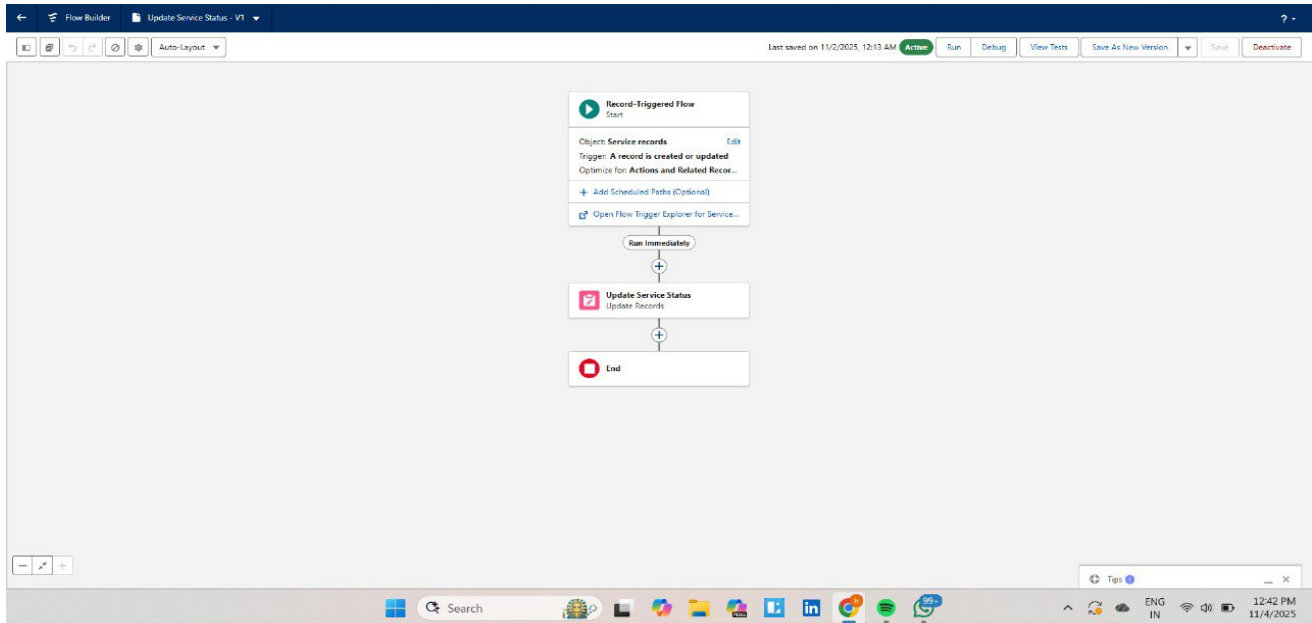 Flow Builder
Update Service Status - V1
?
Auto-Layout
Last saved on 11/2/2025, 12:13 AM
Active
Run
Debug
View Tests
Save As New Version
Save
Deactivate
Record-Triggered Flow
Start
Object: Service records
Edit
Trigger: A record is created or updated
Optimize for: Actions and Related Recor...
+ Add Scheduled Paths (Optional)
Open Flow Trigger Explorer for Service...
Run Immediately
Update Service Status
Update Records
End
Tips 1
Search
99+
ENG
IN
12:42 PM
11/4/2025